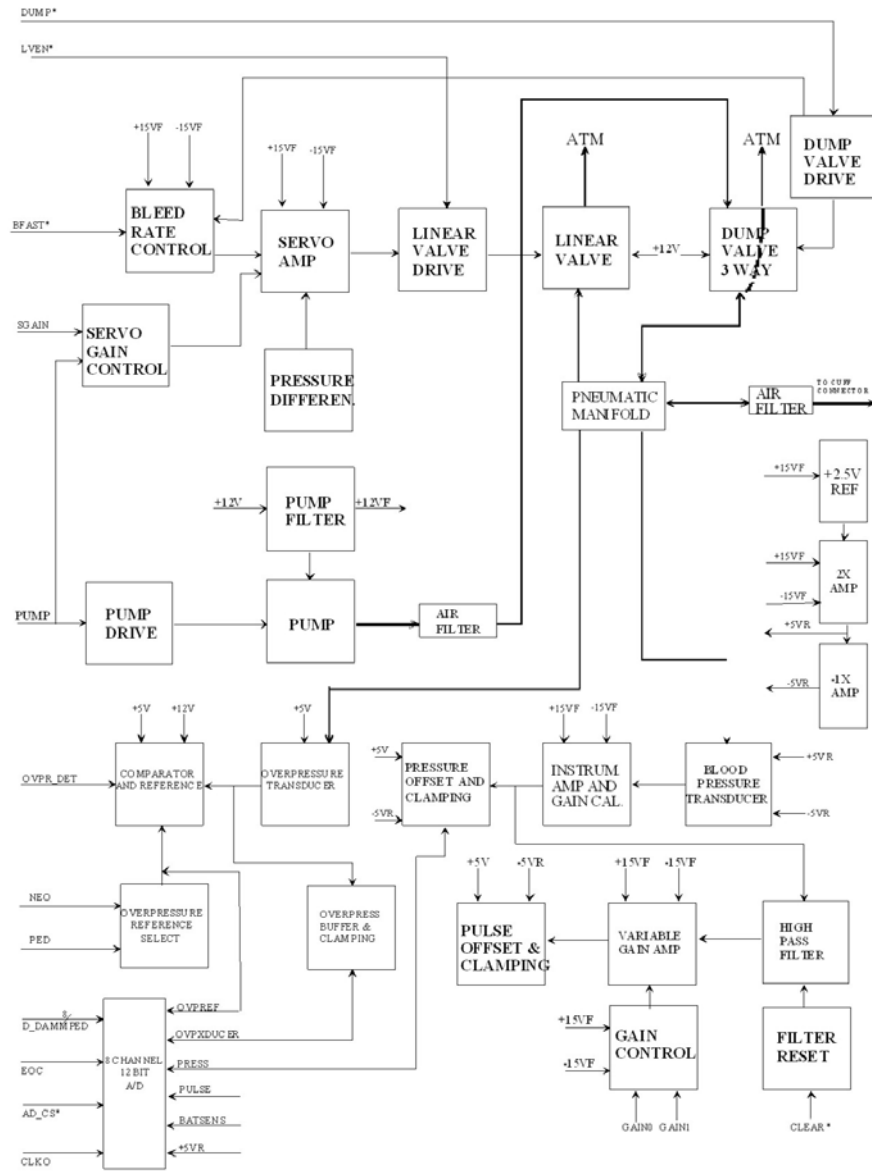 DUMP*
LVEN*
+15VF
-15VF
+15VF
-15VF
ATM
ATM
DUMP
VALVE
DRIVE
BFAST*
BLEED
RATE
CONTROL
SERVO
AMP
LINEAR
VALVE
DRIVE
LINEAR
VALVE
+12V
DUMP
VALVE
3 WAY
SGAIN
SERVO
GAIN
CONTROL
PRESSURE
DIFFEREN.
PNEUMATIC
MANIFOLD
AIR
FILTER
TO CUFF
CONNECTOR
+12V
PUMP
FILTER
+12VF
+15VF
+2.5V
REF
+15VF
-15VF
2X
AMP
PUMP
PUMP
DRIVE
PUMP
AIR
FILTER
+5VR
-5VR
-1X
AMP
+5V
+12V
+5V
+15VF
-15VF
OVPR_DET
COMPARATOR
AND REFERENCE
OVERPRESSURE
TRANSDUCER
+5V
-5VR
PRESSURE
OFFSET AND
CLAMPING
INSTRUM.
AMP AND
GAIN CAL.
BLOOD
PRESSURE
TRANSDUCER
+5VR
-5VR
NEO
PED
OVERPRESSURE
REFERENCE
SELECT
OVERPRESS
BUFFER &
CLAMPING
+5V
-5VR
+15VF
-15VF
PULSE
OFFSET &
CLAMPING
VARIABLE
GAIN AMP
HIGH
PASS
FILTER
8
D_DAMMPED
EOC
AD_CS*
CLKO
8 CHANNEL
12 BIT
A/D
OVPREF
OVPXDUCER
PRESS
PULSE
BATSENS
+5VR
+15VF
-15VF
GAIN
CONTROL
FILTER
RESET
GAIN0
GAIN1
CLEAR*